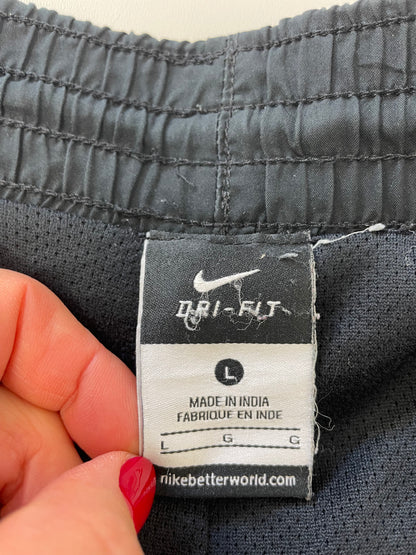 DRI-FIT
L
MADE IN INDIA
FABRIQUE EN INDE
L G G
nikebetterworld.com